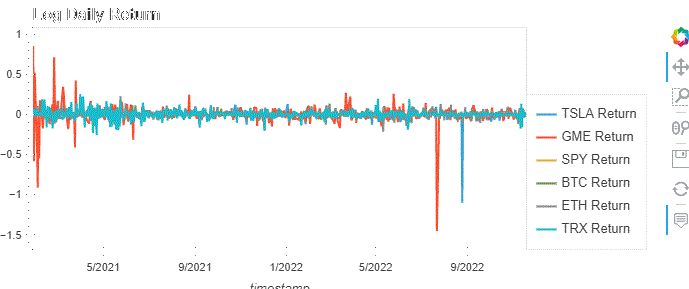 Log Daily Return
1
0.5
0
−0.5
−1
−1.5
5/2021
9/2021
1/2022
5/2022
9/2022
timestamp
TSLA Return
GME Return
SPY Return
BTC Return
ETH Return
TRX Return